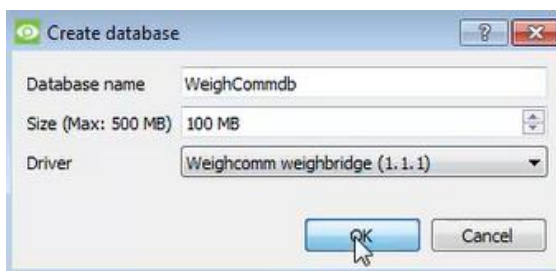 Create database
?
Database name WeighCommdb
Size (Max: 500 MB) 100 MB
Driver Weighcomm weighbridge (1.1.1)
OK Cancel